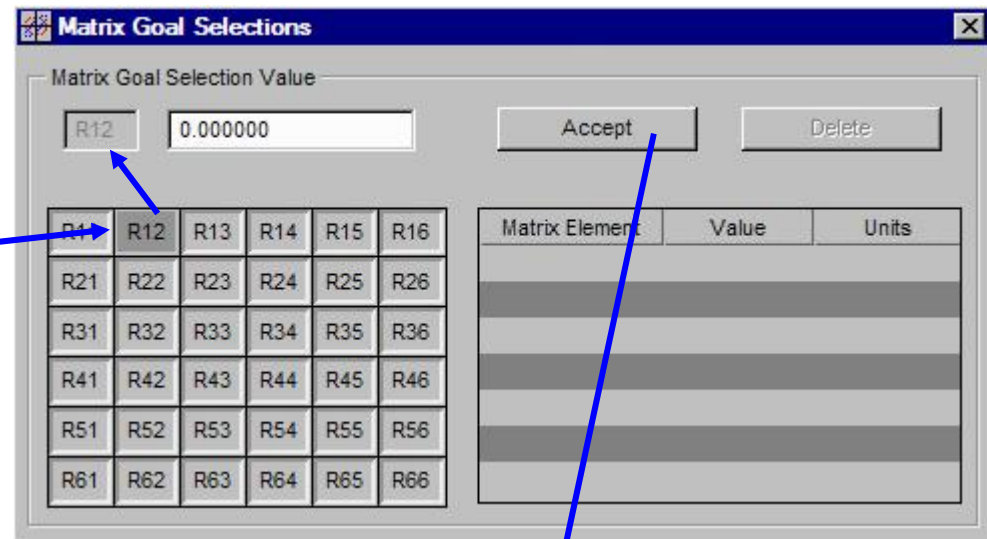 Matrix Goal Selections
Matrix Goal Selection Value
R12 0.000000 Accept Delete
R11 R12 R13 R14 R15 R16
R21 R22 R23 R24 R25 R26
R31 R32 R33 R34 R35 R36
R41 R42 R43 R44 R45 R46
R51 R52 R53 R54 R55 R56
R61 R62 R63 R64 R65 R66
Matrix Element Value Units